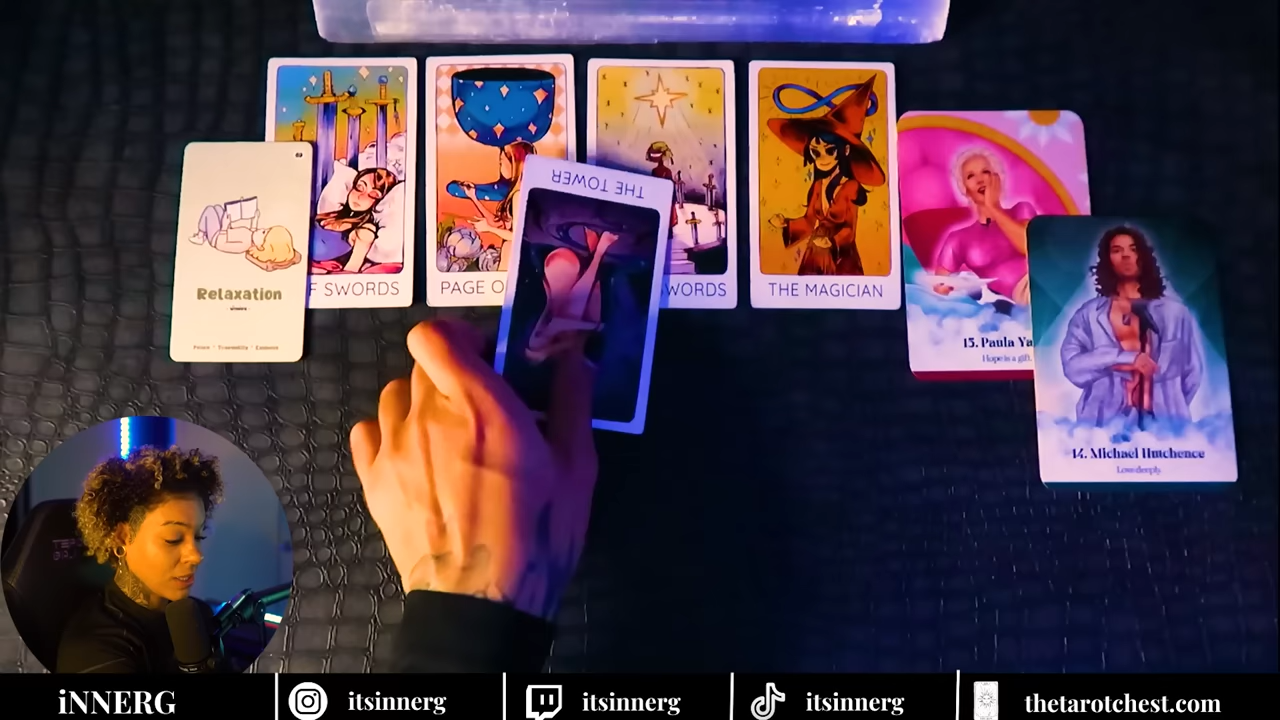 THE TOWER
F SWORDS
PAGE O
WORDS
THE MAGICIAN
Relaxation
15. Paula Ya
Hope is a gift.
14. Michael Hutchence
Love deeply.
iNNERG
itsinnerg
itsinnerg
itsinnerg
thetarotchest.com